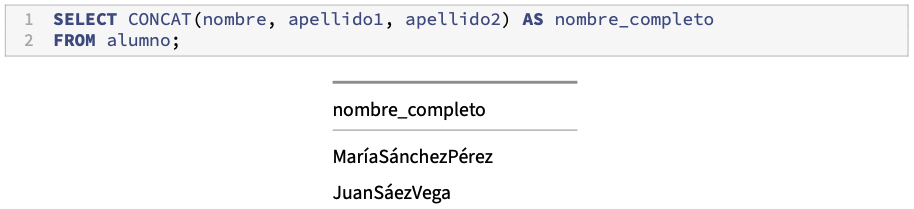 1 SELECT CONCAT(nombre, apellido1, apellido2) AS nombre_completo
2 FROM alumno;
nombre_completo
MaríaSánchezPérez
JuanSáezVega